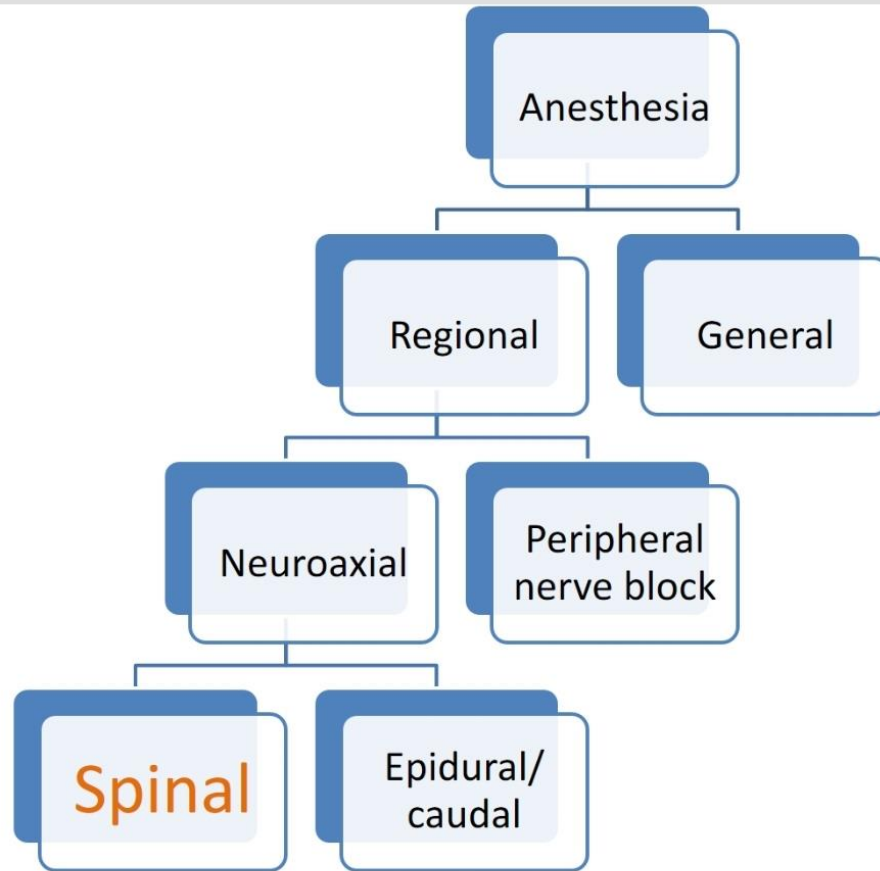 Anesthesia
Regional
General
Neuroaxial
Peripheral
nerve block
Spinal
Epidural/
caudal